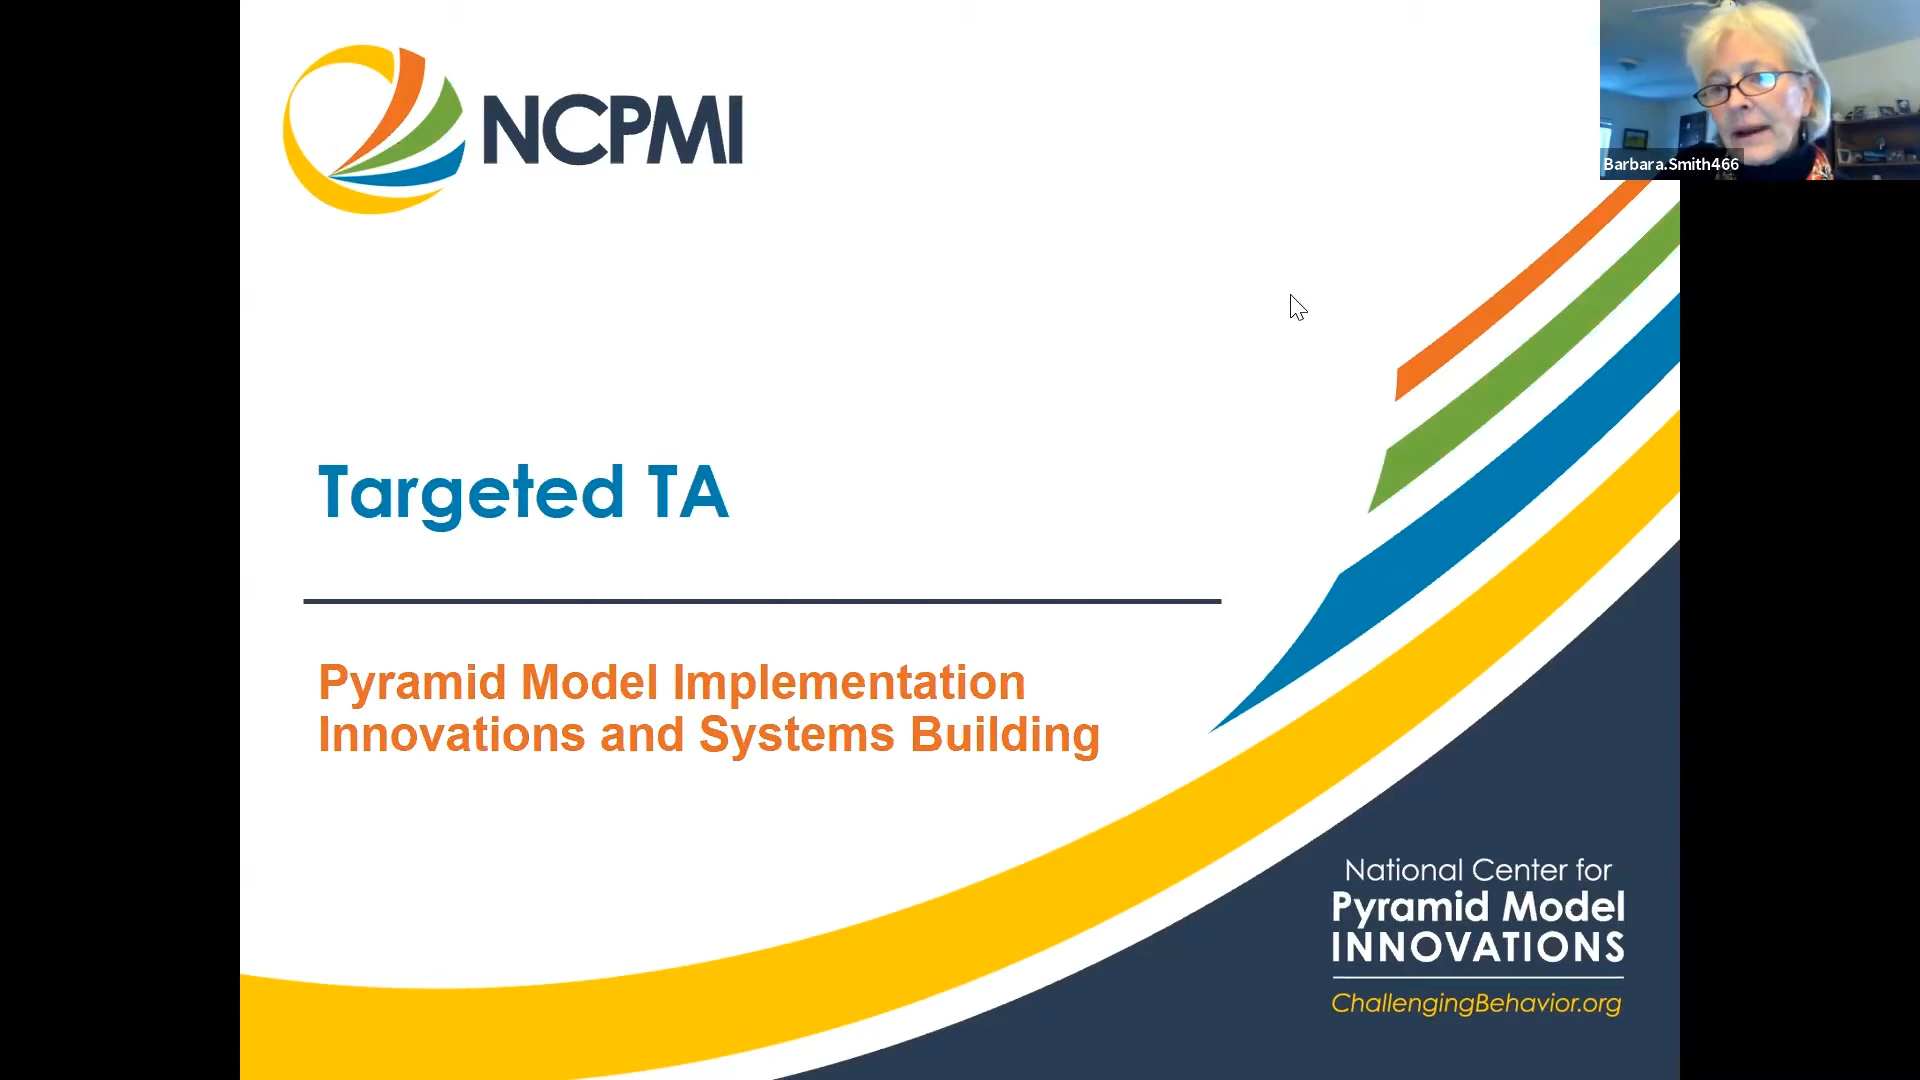 NCPMI
Barbara.Smith466
Targeted TA
Pyramid Model Implementation
Innovations and Systems Building
National Center for
Pyramid Model
INNOVATIONS
ChallengingBehavior.org